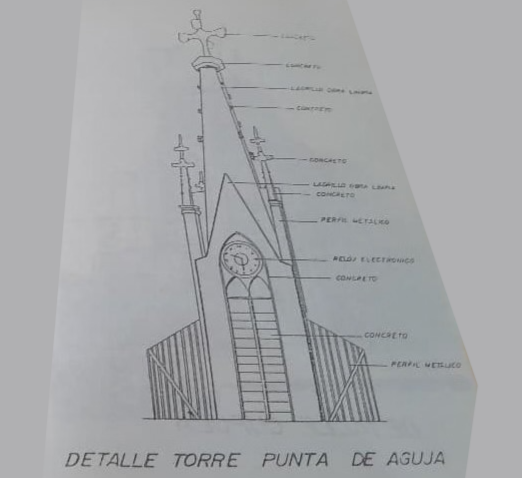 CONCRETO
CONCRETO
LADRILLO OBRA LIMPIA
CONCRETO
CONCRETO
LADRILLO OBRA LIMPIA
CONCRETO
PERFIL METALICO
RELOJ ELECTRONICO
CONCRETO
CONCRETO
PERFIL METALICO
DETALLE TORRE PUNTA DE AGUJA